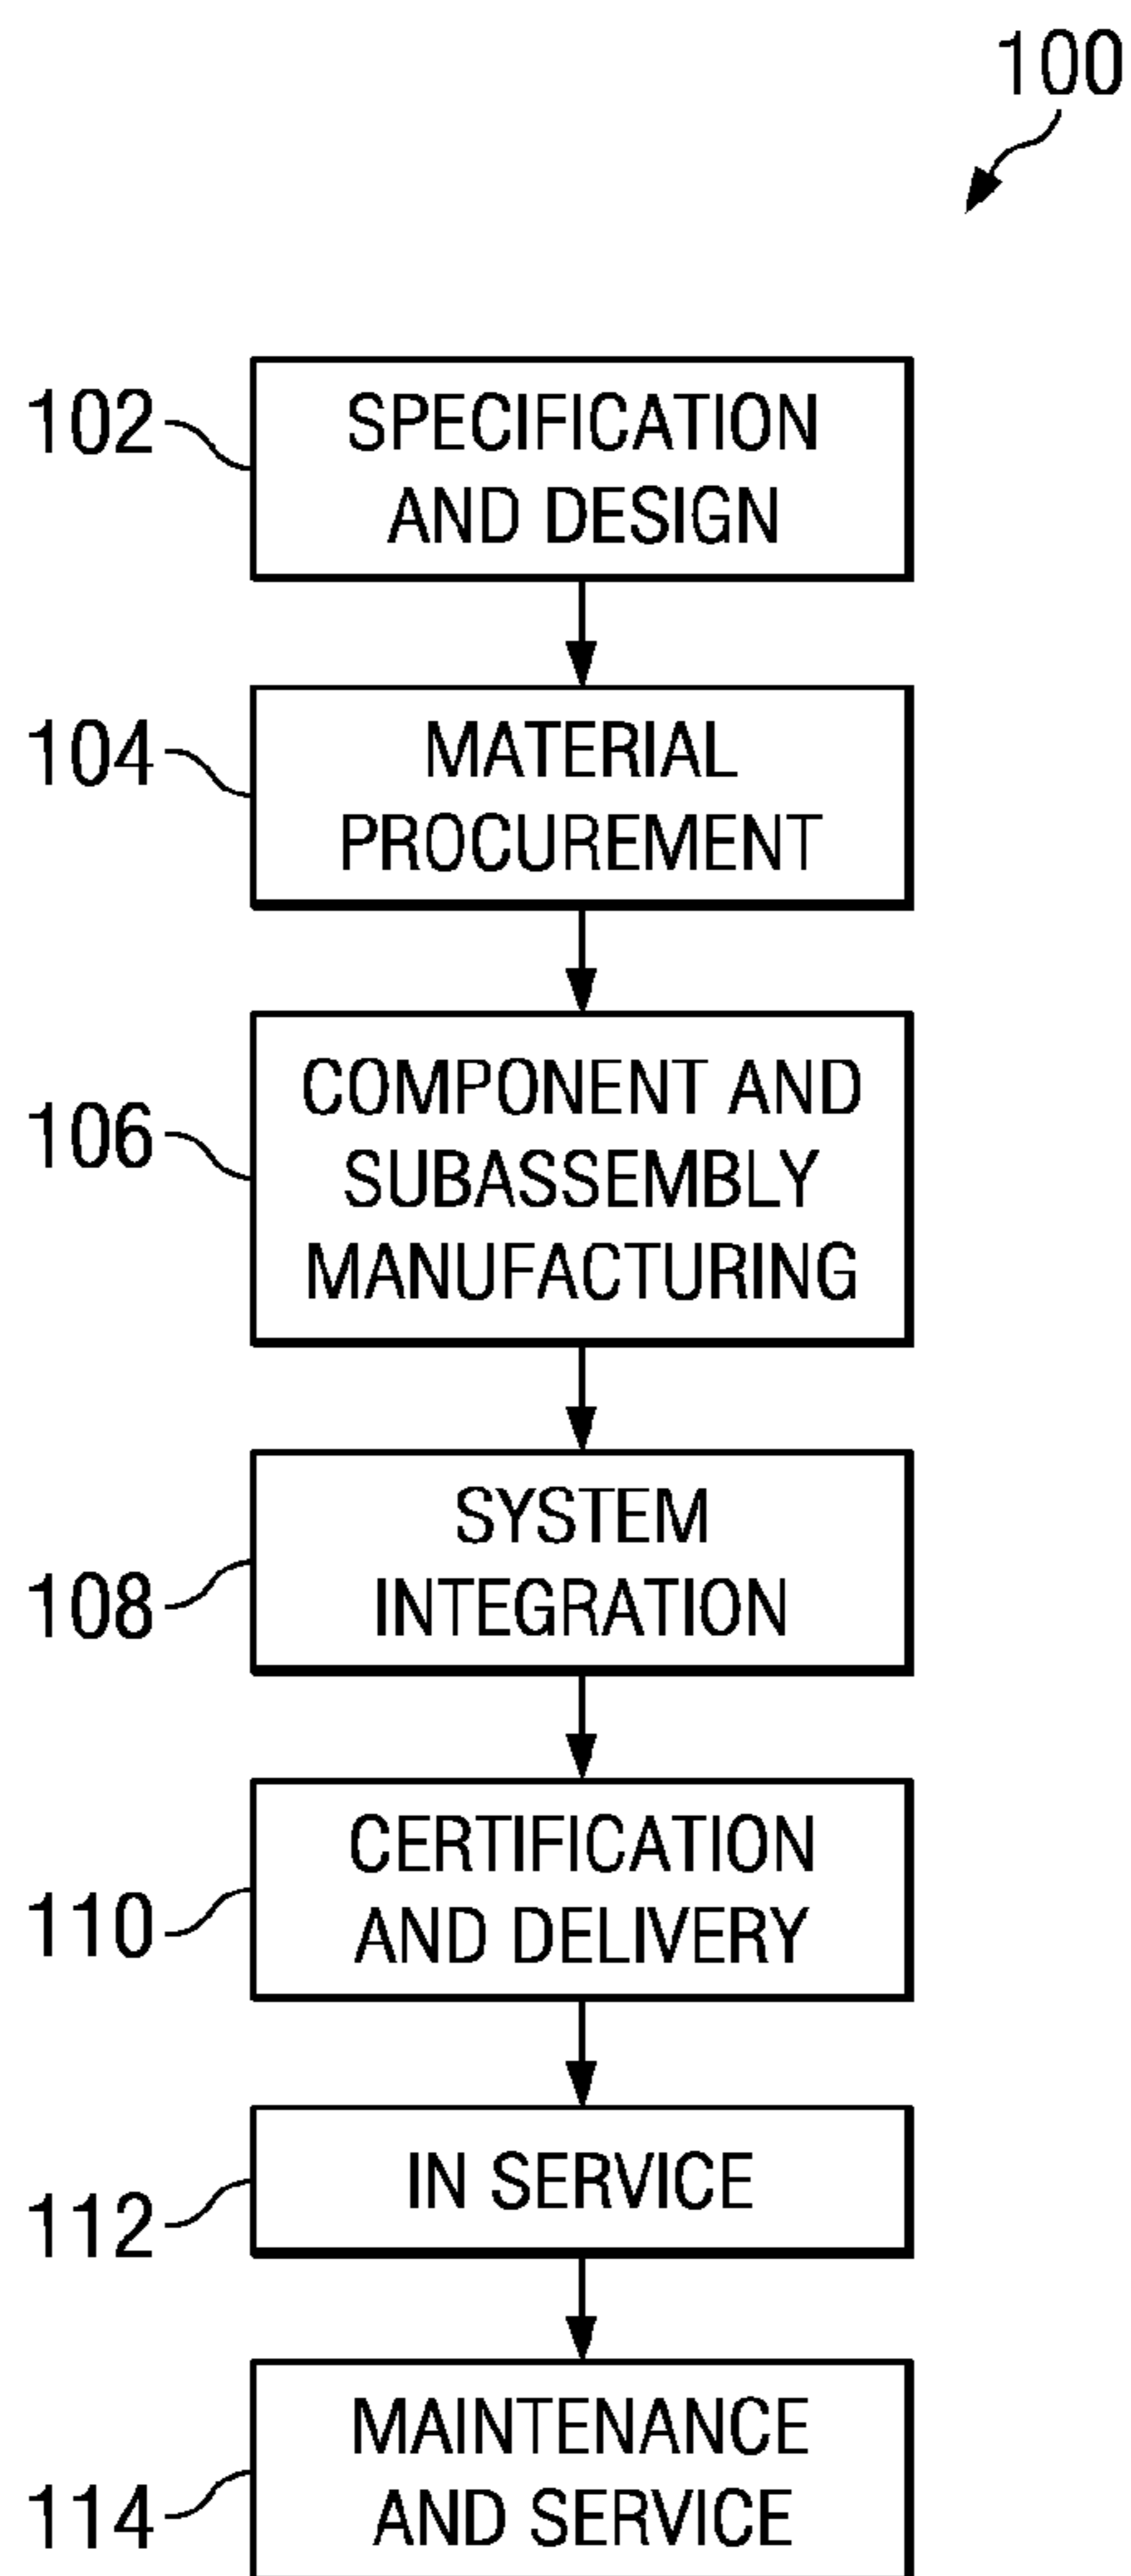 100
102
SPECIFICATION
AND DESIGN
104
MATERIAL
PROCUREMENT
106
COMPONENT AND
SUBASSEMBLY
MANUFACTURING
108
SYSTEM
INTEGRATION
110
CERTIFICATION
AND DELIVERY
112
IN SERVICE
114
MAINTENANCE
AND SERVICE